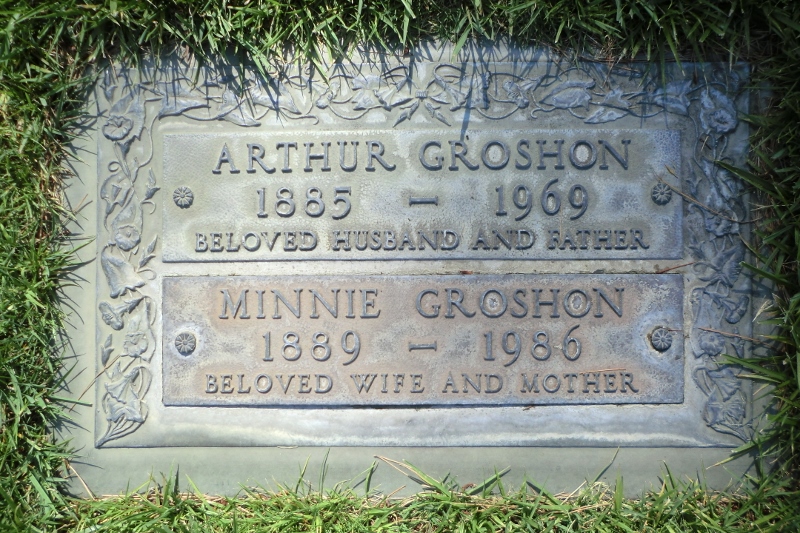 ARTHUR GROSHON
1885 — 1969
BELOVED HUSBAND AND FATHER
MINNIE GROSHON
1889 — 1986
BELOVED WIFE AND MOTHER